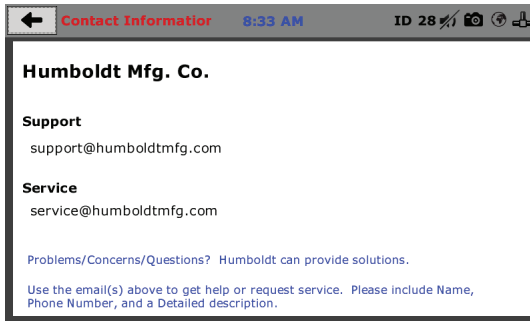 Contact Informatior 8:33 AM ID 28
Humboldt Mfg. Co.
Support
support@humboldtmfg.com
Service
service@humboldtmfg.com
Problems/Concerns/Questions? Humboldt can provide solutions.
Use the email(s) above to get help or request service. Please include Name,
Phone Number, and a Detailed description.